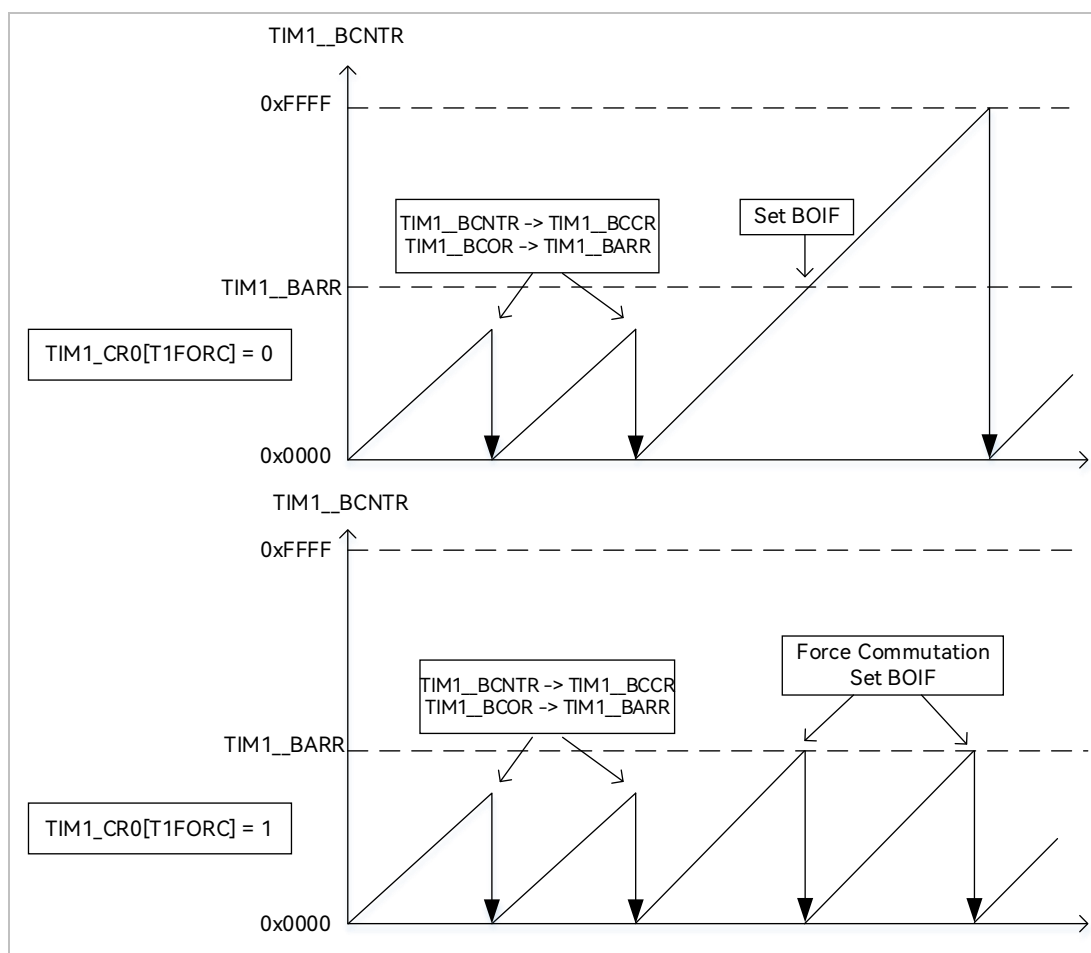 TIM1__BCNTR
0xFFFF
TIM1__BCNTR -> TIM1__BCCR
TIM1__BCOR -> TIM1__BARR
Set BOIF
TIM1__BARR
TIM1_CR0[T1FORC] = 0
0x0000
TIM1__BCNTR
0xFFFF
Force Commutation
Set BOIF
TIM1__BCNTR -> TIM1__BCCR
TIM1__BCOR -> TIM1__BARR
TIM1__BARR
TIM1_CR0[T1FORC] = 1
0x0000